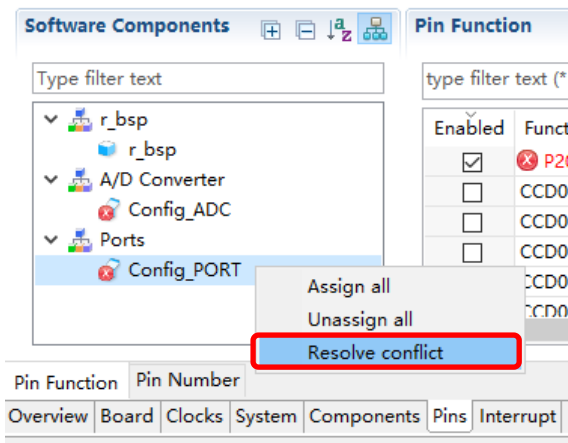 Software Components
Pin Function
Type filter text
type filter text (*
r_bsp
r_bsp
A/D Converter
Config_ADC
Ports
Config_PORT
Enabled Funct
P20
CCD0
CCD0
CCD0
CCD0
CCD0
Assign all
Unassign all
Resolve conflict
Pin Function Pin Number
Overview Board Clocks System Components Pins Interrupt